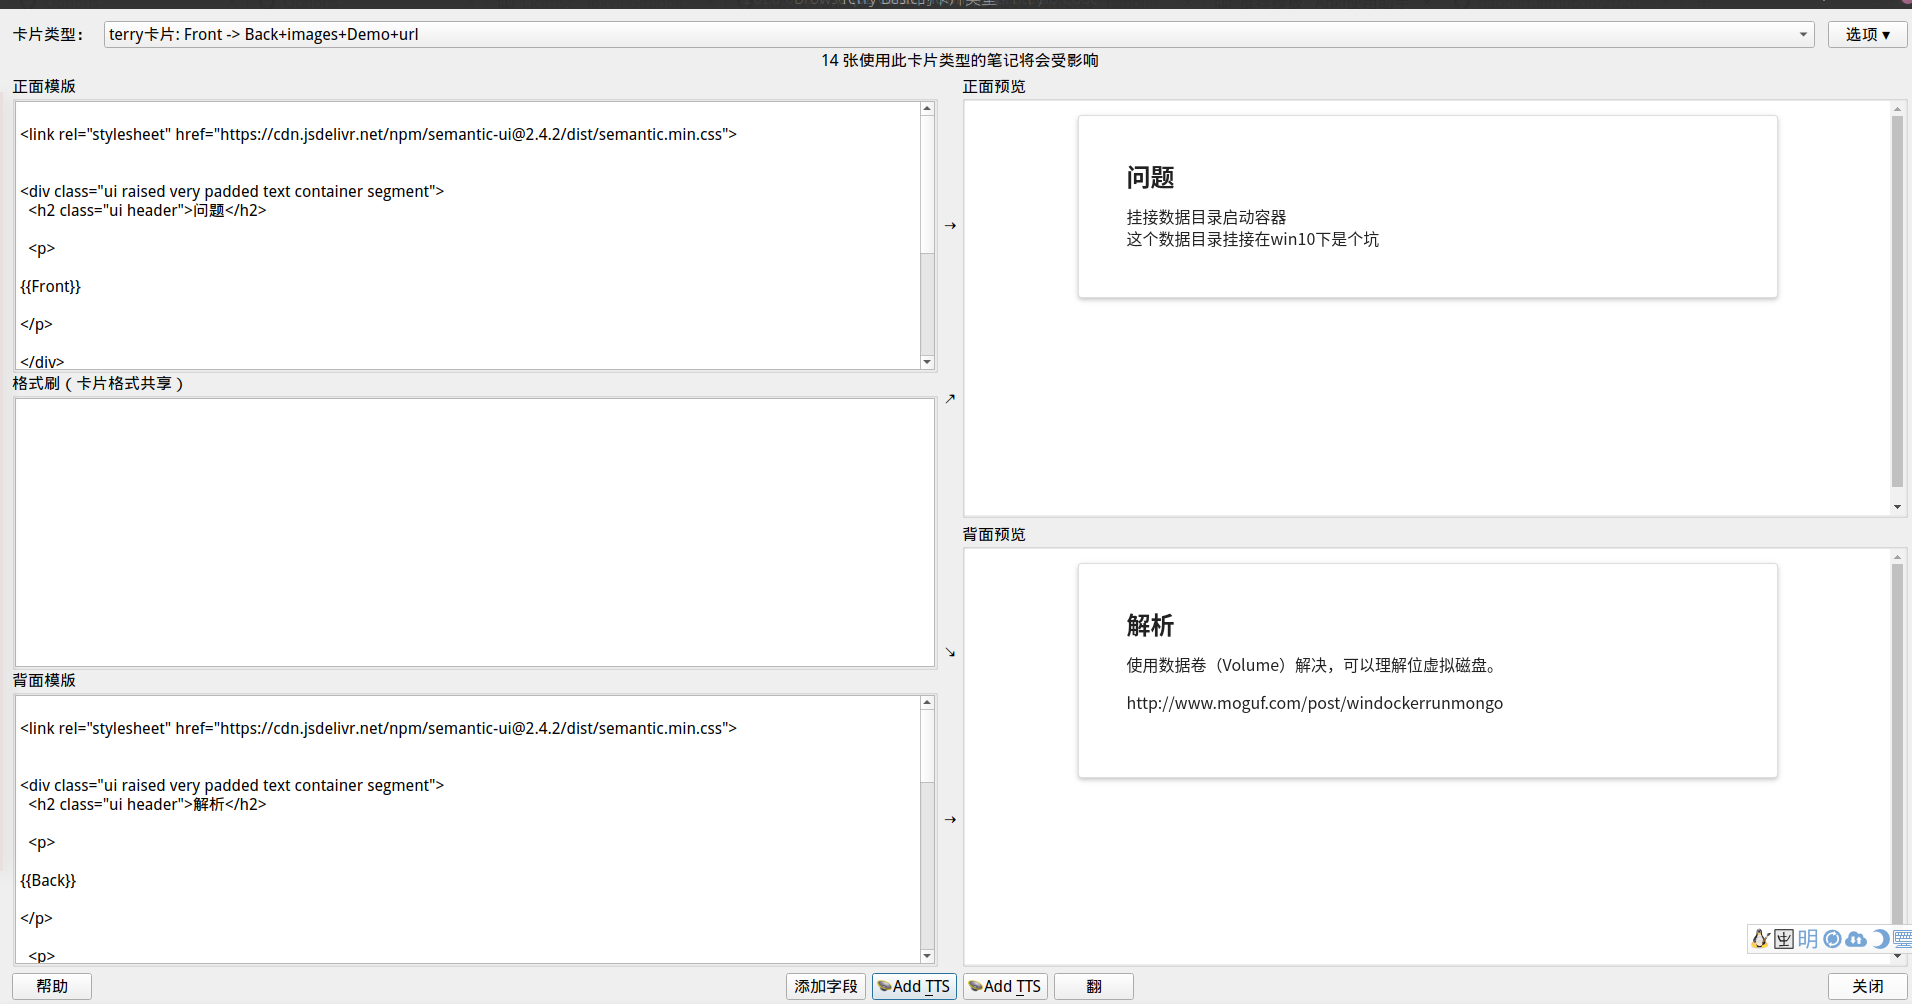 卡片类型：
terry卡片: Front -> Back+images+Demo+url
选项 ▾
14 张使用此卡片类型的笔记将会受影响
正面模版
<link rel="stylesheet" href="https://cdn.jsdelivr.net/npm/semantic-ui@2.4.2/dist/semantic.min.css">
<div class="ui raised very padded text container segment">
<h2 class="ui header">问题</h2>
<p>
{{Front}}
</p>
</div>
→
正面预览
问题
挂接数据目录启动容器
这个数据目录挂接在win10下是个坑
格式刷（卡片格式共享）
↗
↘
背面模版
<link rel="stylesheet" href="https://cdn.jsdelivr.net/npm/semantic-ui@2.4.2/dist/semantic.min.css">
<div class="ui raised very padded text container segment">
<h2 class="ui header">解析</h2>
<p>
{{Back}}
</p>
<p>
→
背面预览
解析
使用数据卷（Volume）解决，可以理解位虚拟磁盘。
http://www.moguf.com/post/windockerrunmongo
明
帮助
添加字段
Add TTS
Add TTS
翻
关闭